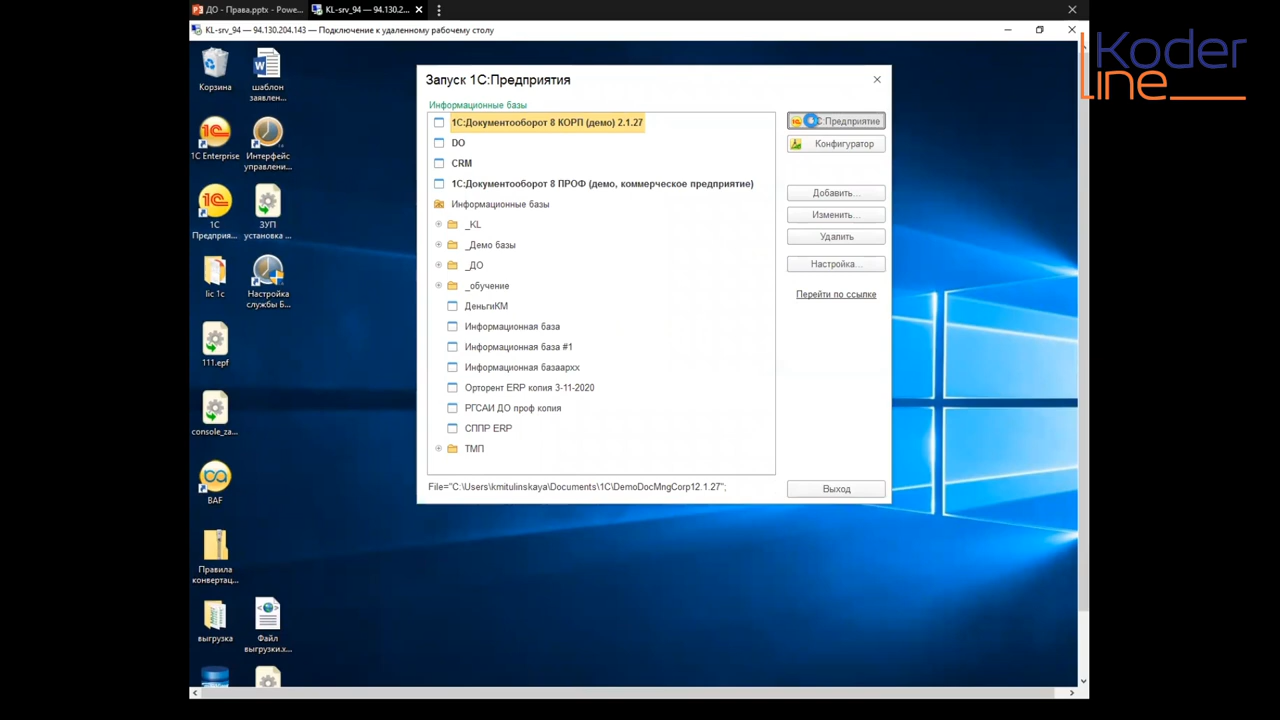 ДО - Права.pptx - Powe...
KL-srv_94 — 94.130.2...
KL-srv_94 — 94.130.204.143 — Подключение к удаленному рабочему столу
Koder
Line
Корзина
шаблон
заявлен...
1C Enterprise
Интерфейс
управлени...
1С
Предприя...
ЗУП
установка ...
lic 1c
Настройка
службы Б...
111.epf
console_za...
BAF
Правила
конвертац...
выгрузка
Файл
выгрузки.x...
Запуск 1С:Предприятия
Информационные базы
1С:Документооборот 8 КОРП (демо) 2.1.27
DO
CRM
1С:Документооборот 8 ПРОФ (демо, коммерческое предприятие)
Информационные базы
_KL
_Демо базы
_ДО
_обучение
ДеньгиКМ
Информационная база
Информационная база #1
Информационная базаархх
Орторент ERP копия 3-11-2020
РГСАИ ДО проф копия
СППР ERP
ТМП
File="C:\Users\kmitulinskaya\Documents\1C\DemoDocMngCorp12.1.27";
С:Предприятие
Конфигуратор
Добавить...
Изменить...
Удалить
Настройка...
Перейти по ссылке
Выход